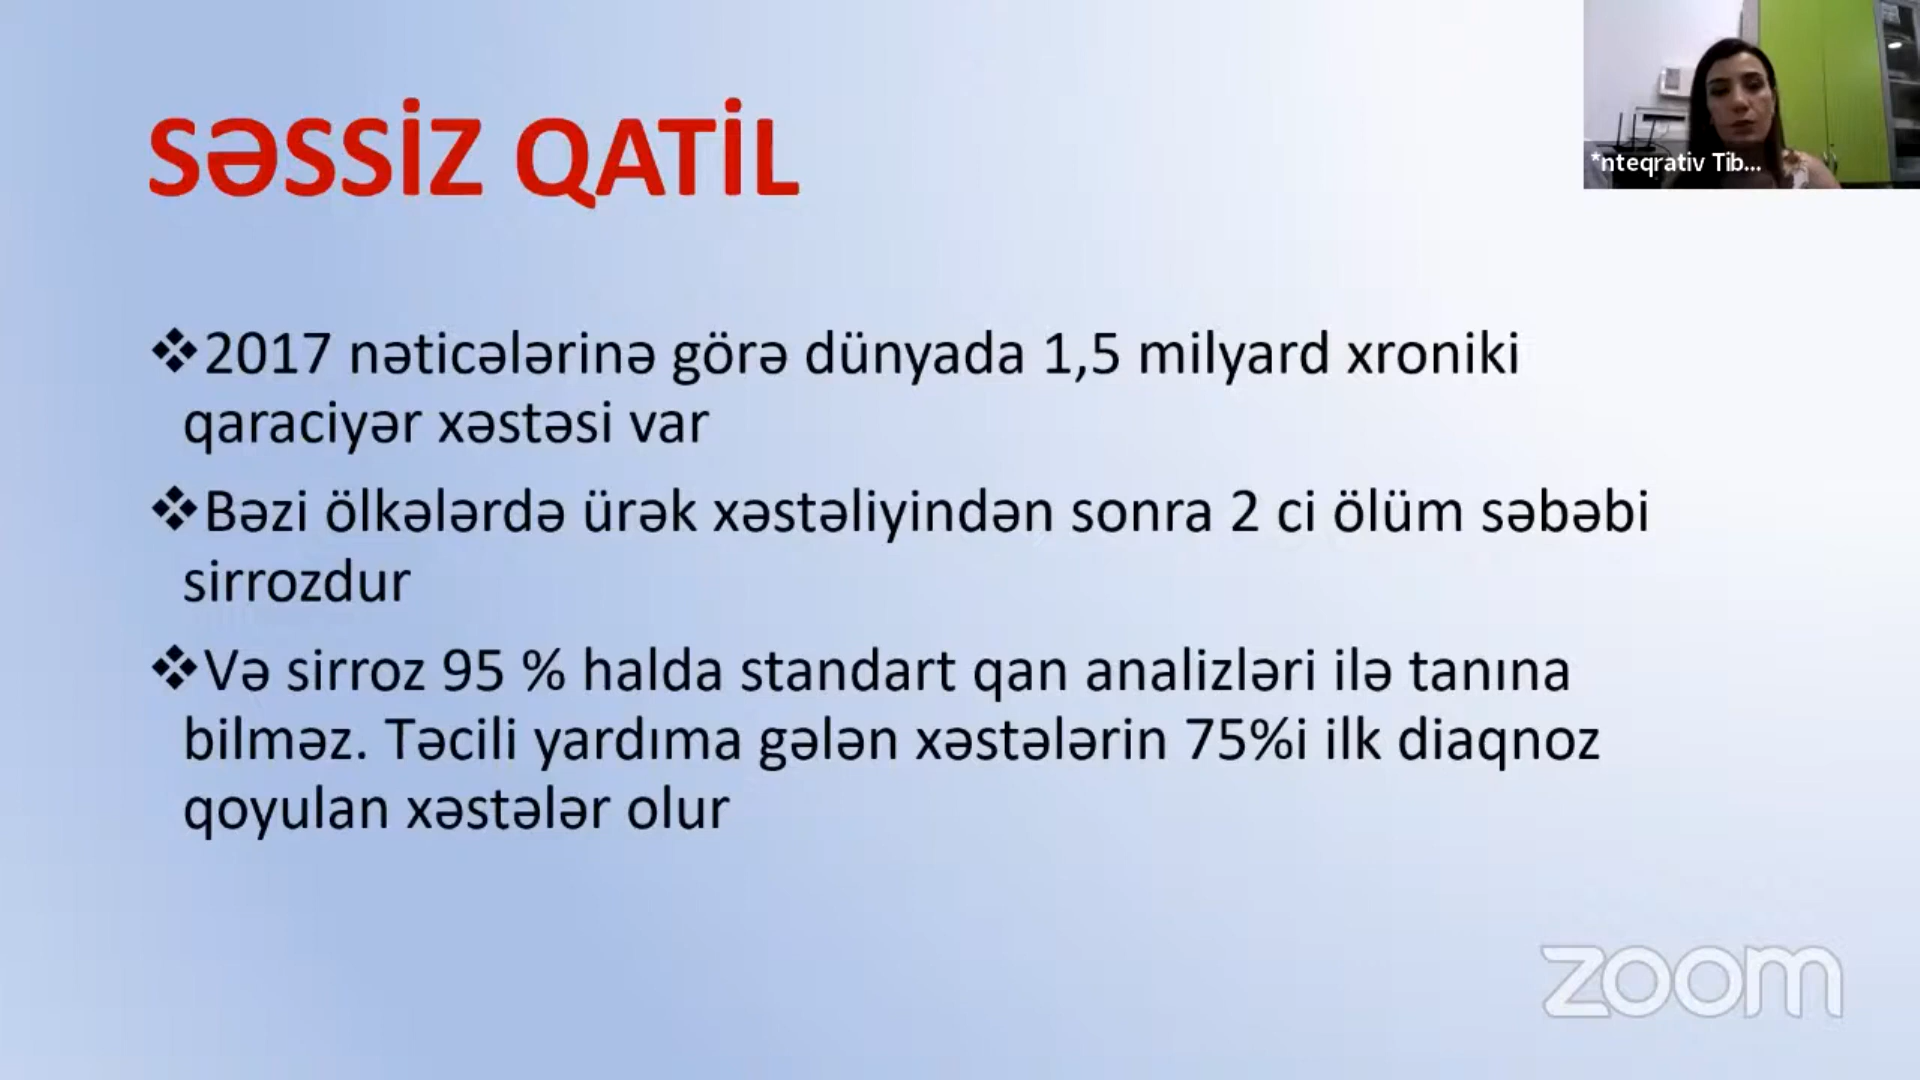 SƏSSİZ QATİL
*nteqrativ Tib...
❖2017 nəticələrinə görə dünyada 1,5 milyard xroniki
qaraciyər xəstəsi var
❖Bəzi ölkələrdə ürək xəstəliyindən sonra 2 ci ölüm səbəbi
sirrozdur
❖Və sirroz 95 % halda standart qan analizləri ilə tanına
bilməz. Təcili yardıma gələn xəstələrin 75%i ilk diaqnoz
qoyulan xəstələr olur
zoom